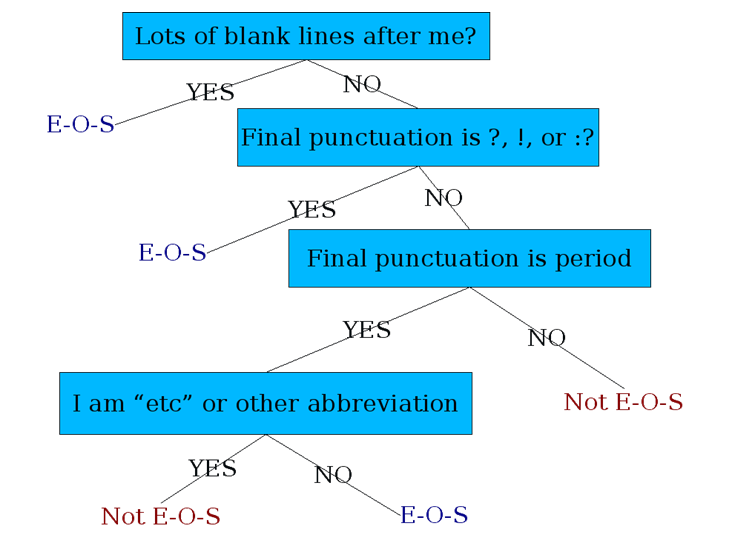 Lots of blank lines after me?
YES
NO
E-O-S
Final punctuation is ?, !, or :?
YES
NO
E-O-S
Final punctuation is period
YES
NO
I am “etc” or other abbreviation
Not E-O-S
YES
NO
Not E-O-S
E-O-S